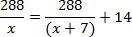 288/x = 288/(x + 7) + 14